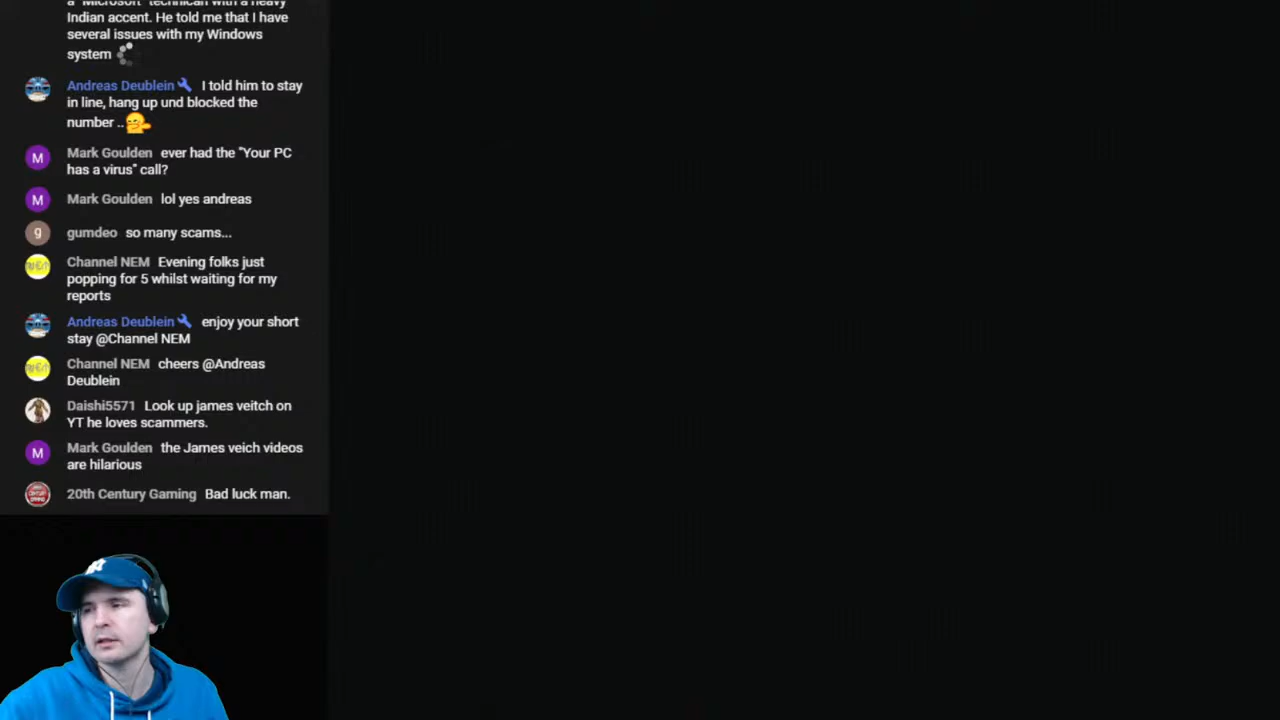 a "Microsoft" technican with a heavy
Indian accent. He told me that I have
several issues with my Windows
system
Andreas Deublein I told him to stay
in line, hang up und blocked the
number ..
M Mark Goulden ever had the "Your PC
has a virus" call?
M Mark Goulden lol yes andreas
g gumdeo so many scams...
Channel NEM Evening folks just
popping for 5 whilst waiting for my
reports
Andreas Deublein enjoy your short
stay @Channel NEM
Channel NEM cheers @Andreas
Deublein
Daishi5571 Look up james veitch on
YT he loves scammers.
M Mark Goulden the James veich videos
are hilarious
20th Century Gaming Bad luck man.